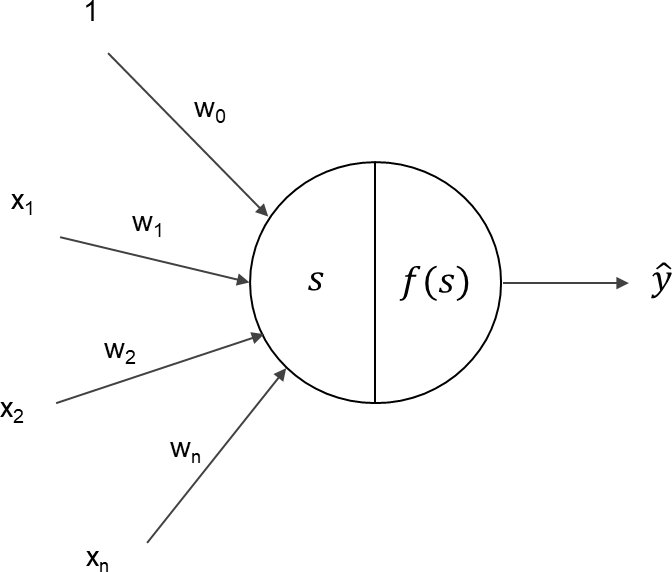 1
w₀
x₁
w₁
s f(s) ŷ
w₂
x₂
wₙ
xₙ